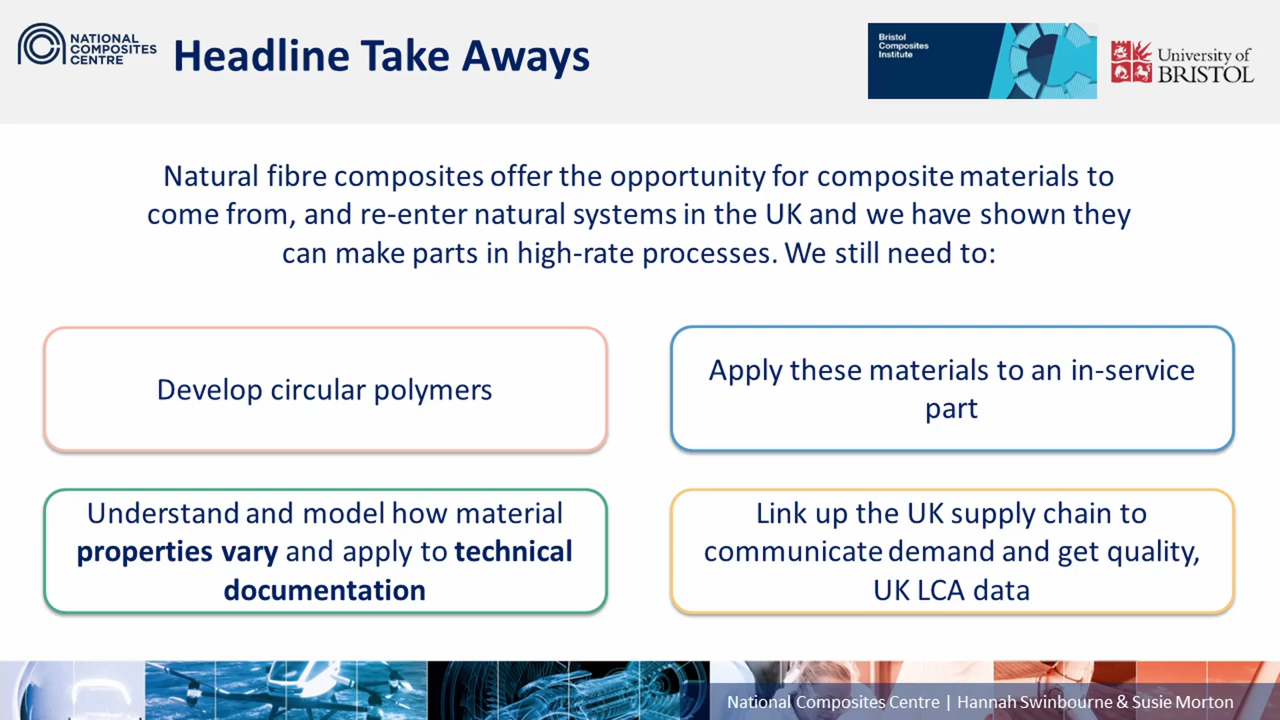 NATIONAL
COMPOSITES
CENTRE
Headline Take Aways
Bristol
Composites
Institute
University of
BRISTOL
Natural fibre composites offer the opportunity for composite materials to
come from, and re-enter natural systems in the UK and we have shown they
can make parts in high-rate processes. We still need to:
Develop circular polymers
Apply these materials to an in-service
part
Understand and model how material
properties vary and apply to technical
documentation
Link up the UK supply chain to
communicate demand and get quality,
UK LCA data
National Composites Centre | Hannah Swinbourne & Susie Morton